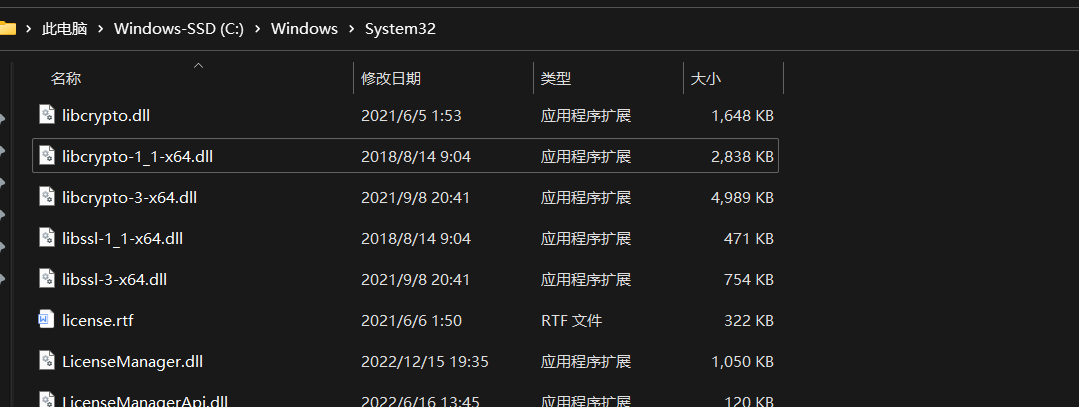 此电脑 > Windows-SSD (C:) > Windows > System32
名称 修改日期 类型 大小
libcrypto.dll 2021/6/5 1:53 应用程序扩展 1,648 KB
libcrypto-1_1-x64.dll 2018/8/14 9:04 应用程序扩展 2,838 KB
libcrypto-3-x64.dll 2021/9/8 20:41 应用程序扩展 4,989 KB
libssl-1_1-x64.dll 2018/8/14 9:04 应用程序扩展 471 KB
libssl-3-x64.dll 2021/9/8 20:41 应用程序扩展 754 KB
license.rtf 2021/6/6 1:50 RTF 文件 322 KB
LicenseManager.dll 2022/12/15 19:35 应用程序扩展 1,050 KB
LicenseManagerApi.dll 2022/6/16 13:45 应用程序扩展 120 KB